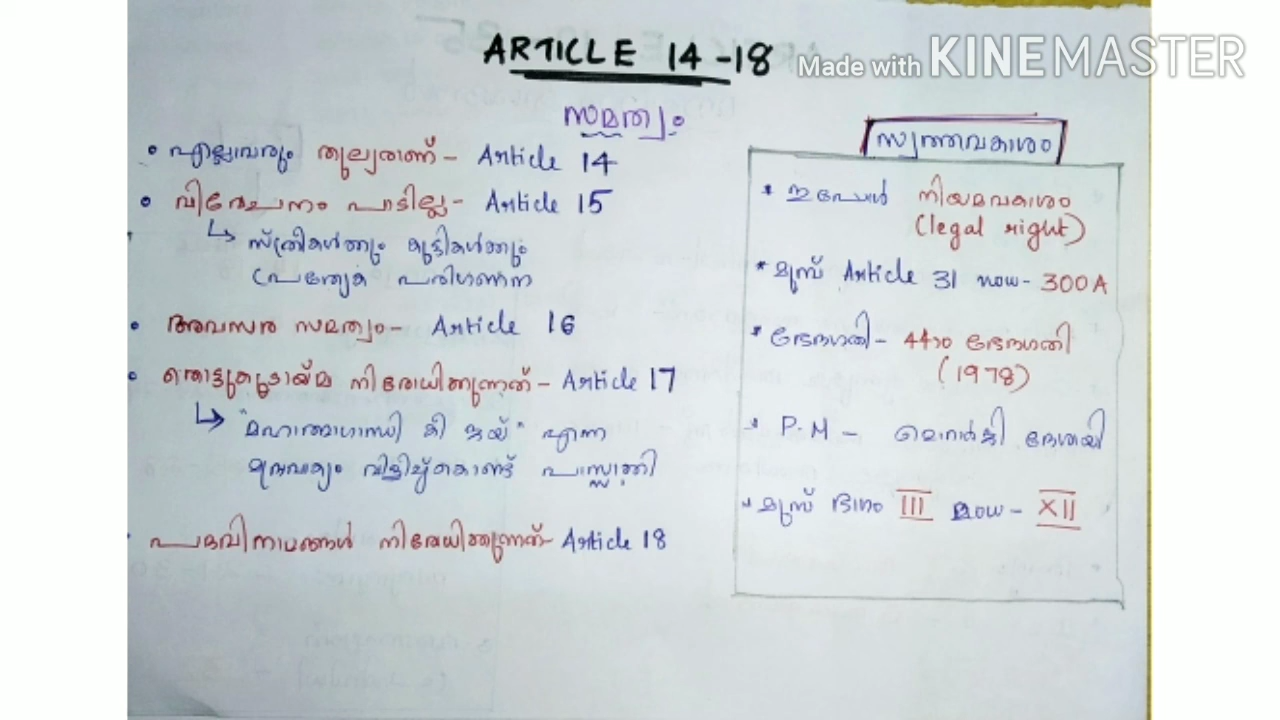 ARTICLE 14-18
Made with KINEMASTER
സമത്വം
• എല്ലാവരും തുല്യരാണ് - Article 14
• വിവേചനം പാടില്ല - Article 15
↳ സ്ത്രീകൾക്കും കുട്ടികൾക്കും
പ്രത്യേക പരിഗണന
• അവസര സമത്വം - Article 16
• തൊട്ടുകൂടായ്മ നിരോധിക്കുന്നത് - Article 17
↳ "മഹാത്മാഗാന്ധി കീ ജയ്" എന്ന
മുദ്രവാക്യം വിളിച്ച്കൊണ്ട് പാസ്സാക്കി
• പദവിനാമങ്ങൾ നിരോധിക്കുന്നത് - Article 18
സ്വത്തവകാശം
* ഇപ്പോൾ നിയമവകാശം
(legal right)
* മുമ്പ് Article 31 now - 300A
* ഭേദഗതി - 44ാo ഭേദഗതി
(1978)
* P.M - മൊറാർജി ദേശായി
* മുമ്പ് ഭാഗം III - XII